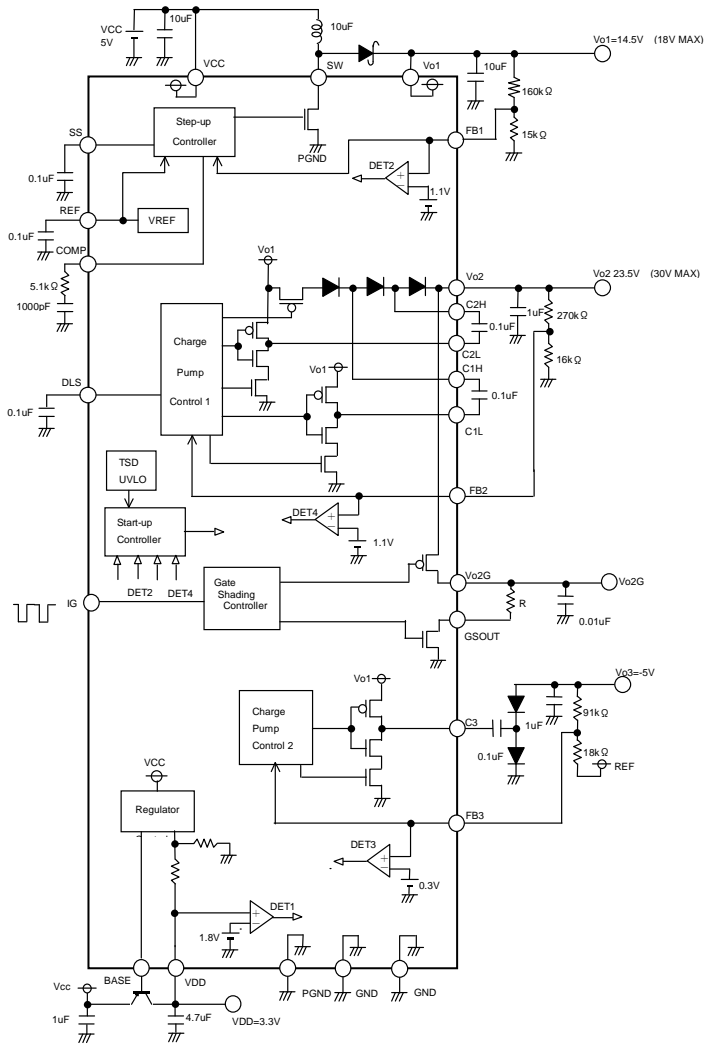 VCC
5V
10uF
10uF
Vo1=14.5V (18V MAX)
VCC
SW
Vo1
10uF
160kΩ
15kΩ
SS
Step-up
Controller
PGND
FB1
DET2
1.1V
0.1uF
REF
VREF
0.1uF
COMP
5.1kΩ
1000pF
Vo1
Vo2
Vo2 23.5V (30V MAX)
C2H
1uF
270kΩ
0.1uF
C2L
16kΩ
Charge
Pump
Control 1
Vo1
C1H
0.1uF
C1L
DLS
0.1uF
TSD
UVLO
FB2
DET4
1.1V
Start-up
Controller
DET2
DET4
IG
Gate
Shading
Controller
Vo2G
Vo2G
R
0.01uF
GSOUT
Vo1
Vo3=-5V
Charge
Pump
Control 2
C3
1uF
91kΩ
0.1uF
18kΩ
REF
VCC
Regulator
FB3
DET3
0.3V
DET1
1.8V
BASE
VDD
PGND
GND
GND
Vcc
1uF
4.7uF
VDD=3.3V